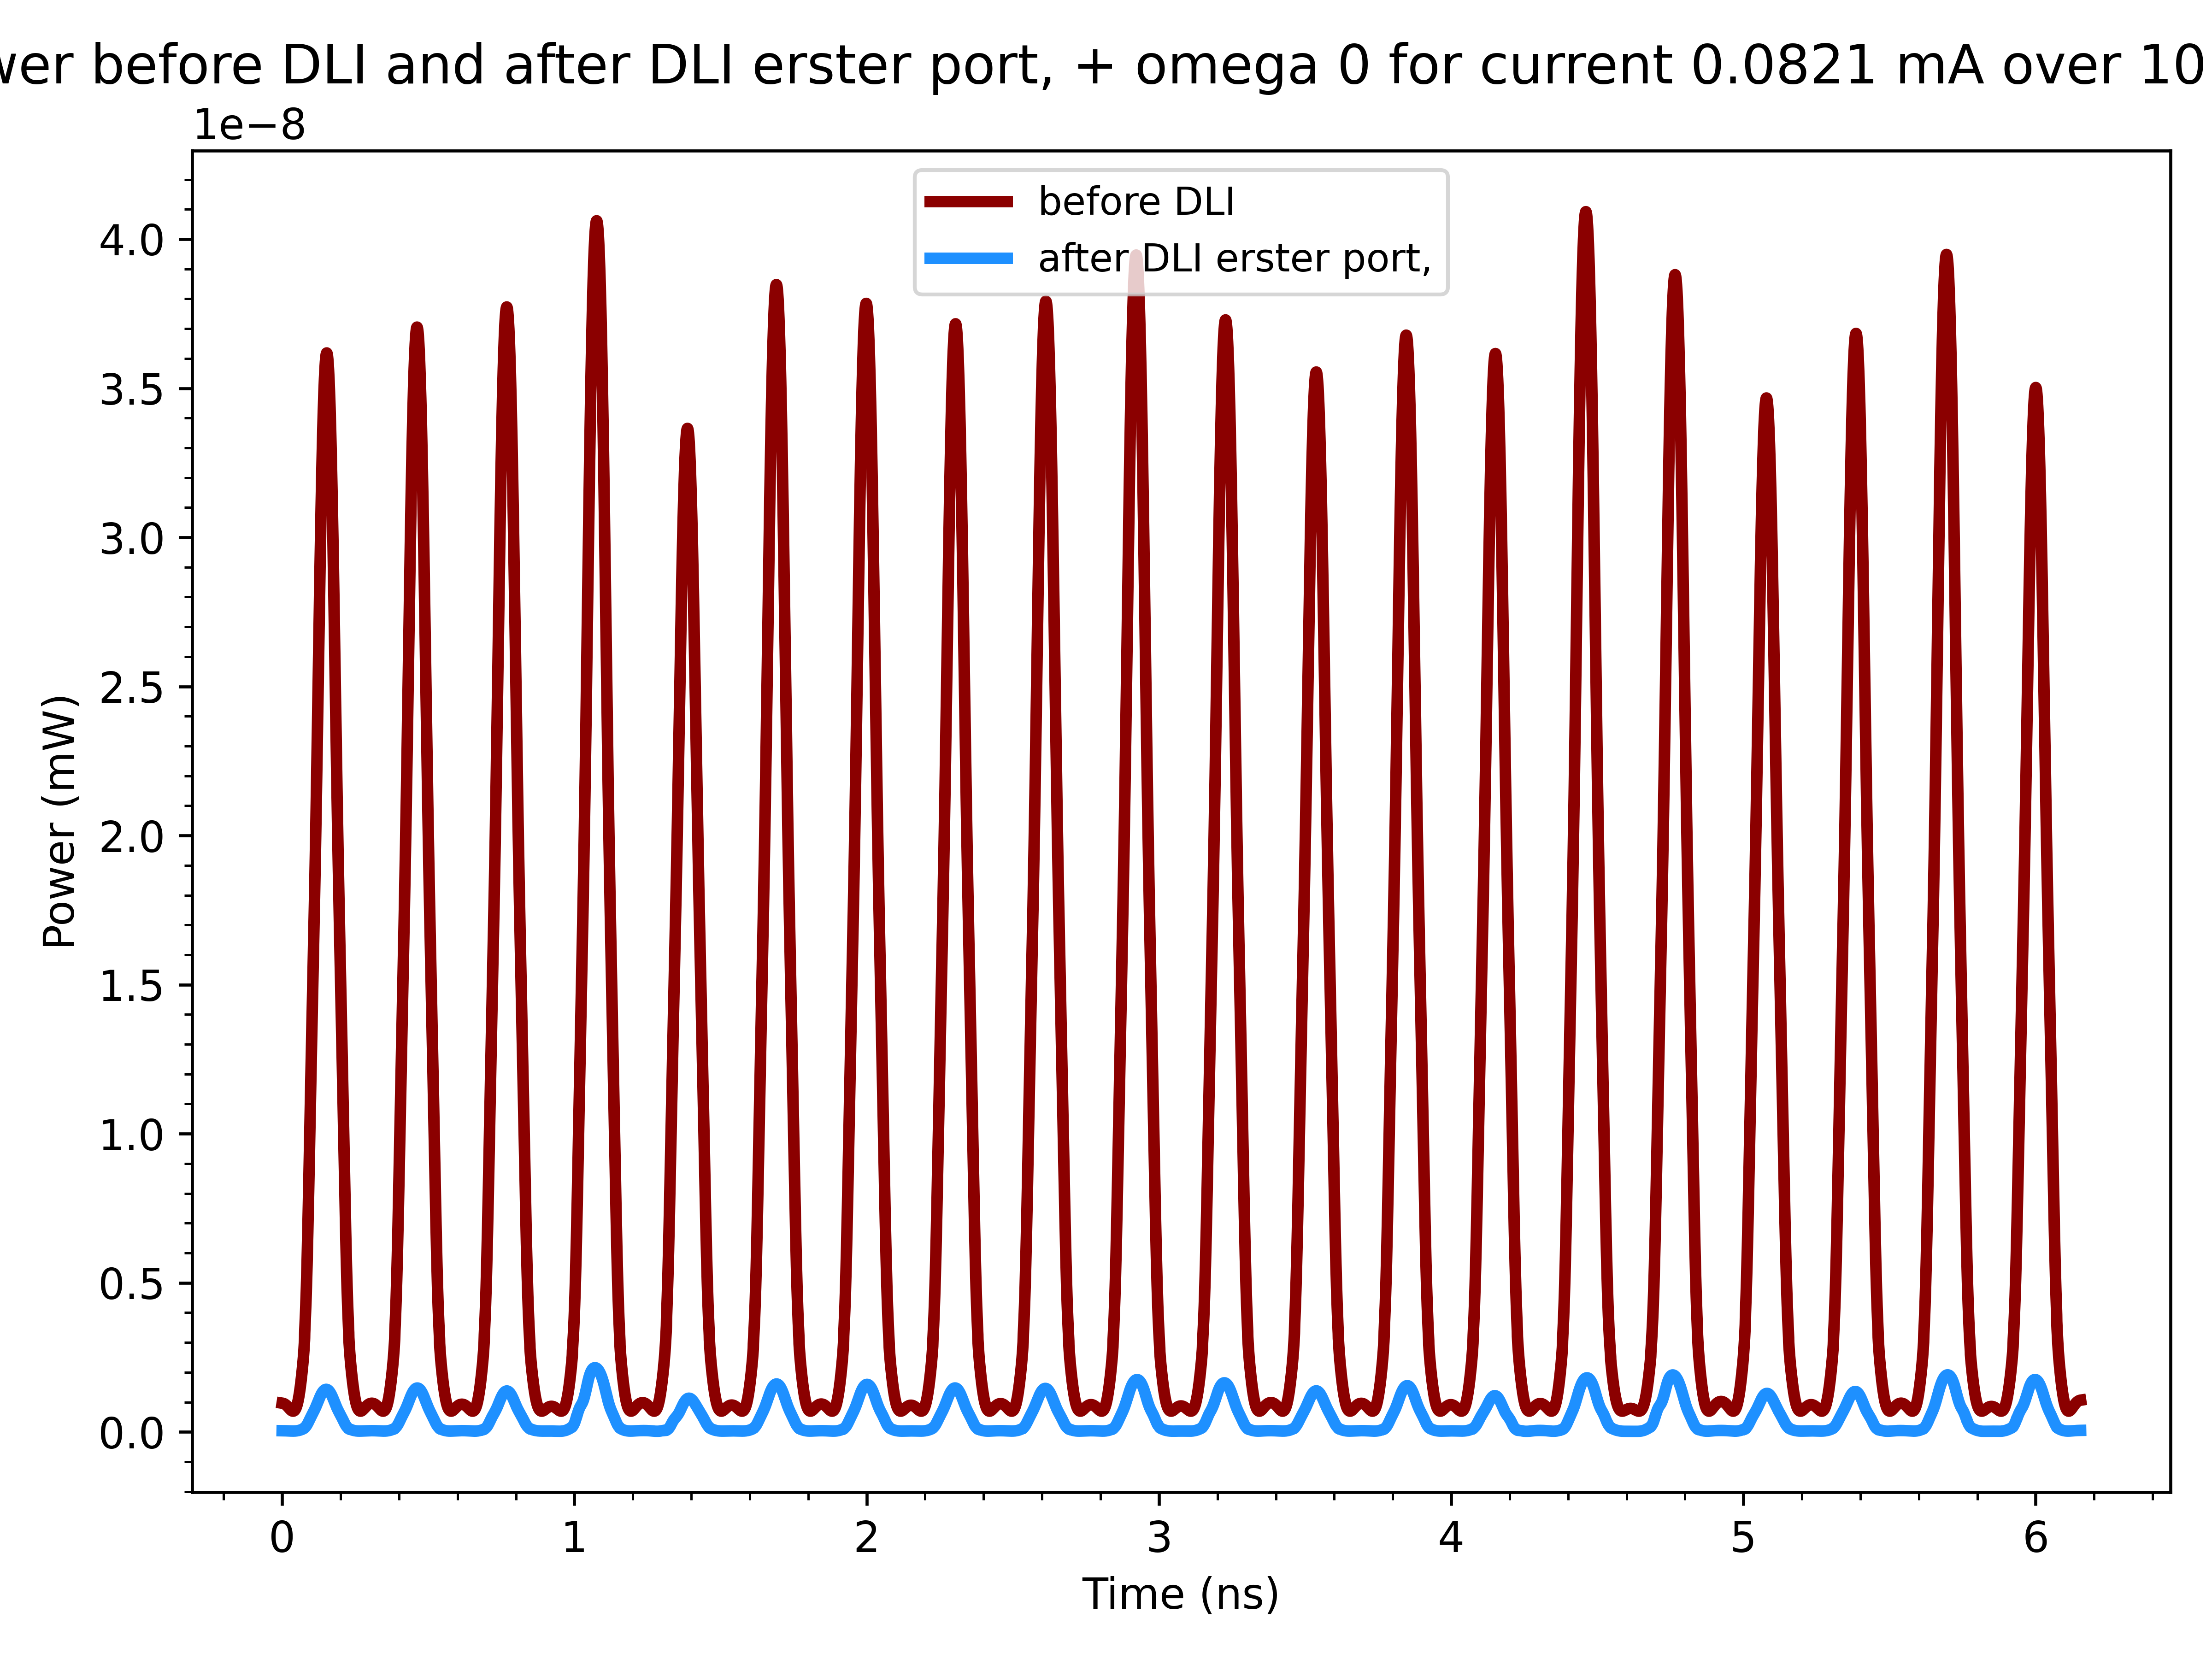 before DLI and after DLI erster port, + omega 0 for current 0.0821 mA over 10
1e−8
before DLI
after DLI erster port,
4.0
3.5
3.0
2.5
2.0
1.5
1.0
0.5
0.0
Power (mW)
0 1 2 3 4 5 6
Time (ns)